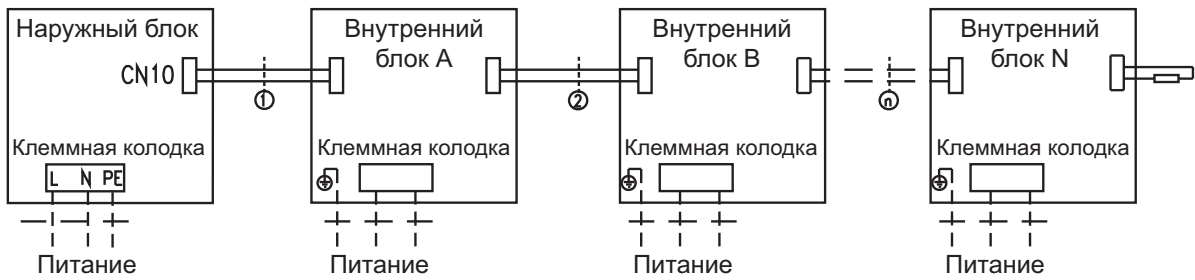 Наружный блок
CN10
Клеммная колодка
L N PE
Питание
1
Внутренний
блок A
Клеммная колодка
Питание
2
Внутренний
блок B
Клеммная колодка
Питание
n
Внутренний
блок N
Клеммная колодка
Питание